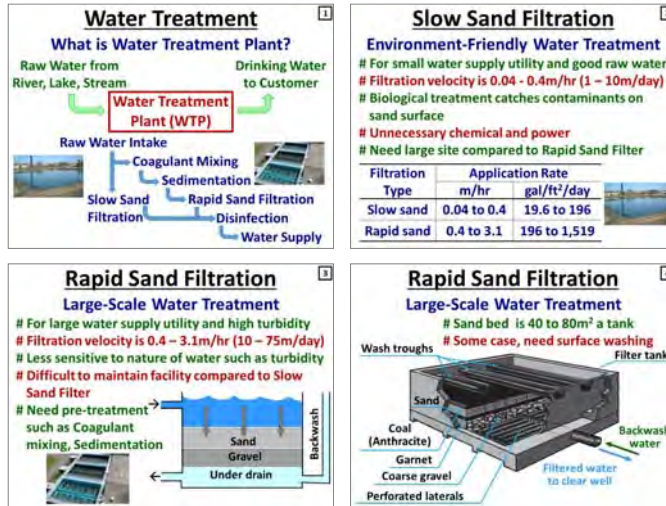 Water Treatment
1
What is Water Treatment Plant?
Raw Water from
River, Lake, Stream
Drinking Water
to Customer
Water Treatment
Plant (WTP)
Raw Water Intake
Coagulant Mixing
Sedimentation
Slow Sand
Filtration
Rapid Sand Filtration
Disinfection
Water Supply
Slow Sand Filtration
Environment-Friendly Water Treatment
# For small water supply utility and good raw water
# Filtration velocity is 0.04 - 0.4m/hr (1 – 10m/day)
# Biological treatment catches contaminants on
sand surface
# Unnecessary chemical and power
# Need large site compared to Rapid Sand Filter
Filtration
Type
Application Rate
m/hr
gal/ft²/day
Slow sand
0.04 to 0.4
19.6 to 196
Rapid sand
0.4 to 3.1
196 to 1,519
Rapid Sand Filtration
3
Large-Scale Water Treatment
# For large water supply utility and high turbidity
# Filtration velocity is 0.4 – 3.1m/hr (10 – 75m/day)
# Less sensitive to nature of water such as turbidity
# Difficult to maintain facility compared to Slow
Sand Filter
# Need pre-treatment
such as Coagulant
mixing, Sedimentation
Sand
Gravel
Under drain
Backwash
Rapid Sand Filtration
Large-Scale Water Treatment
# Sand bed is 40 to 80m² a tank
# Some case, need surface washing
Wash troughs
Filter tank
Sand
Coal
(Anthracite)
Garnet
Coarse gravel
Perforated laterals
Backwash
water
Filtered water
to clear well